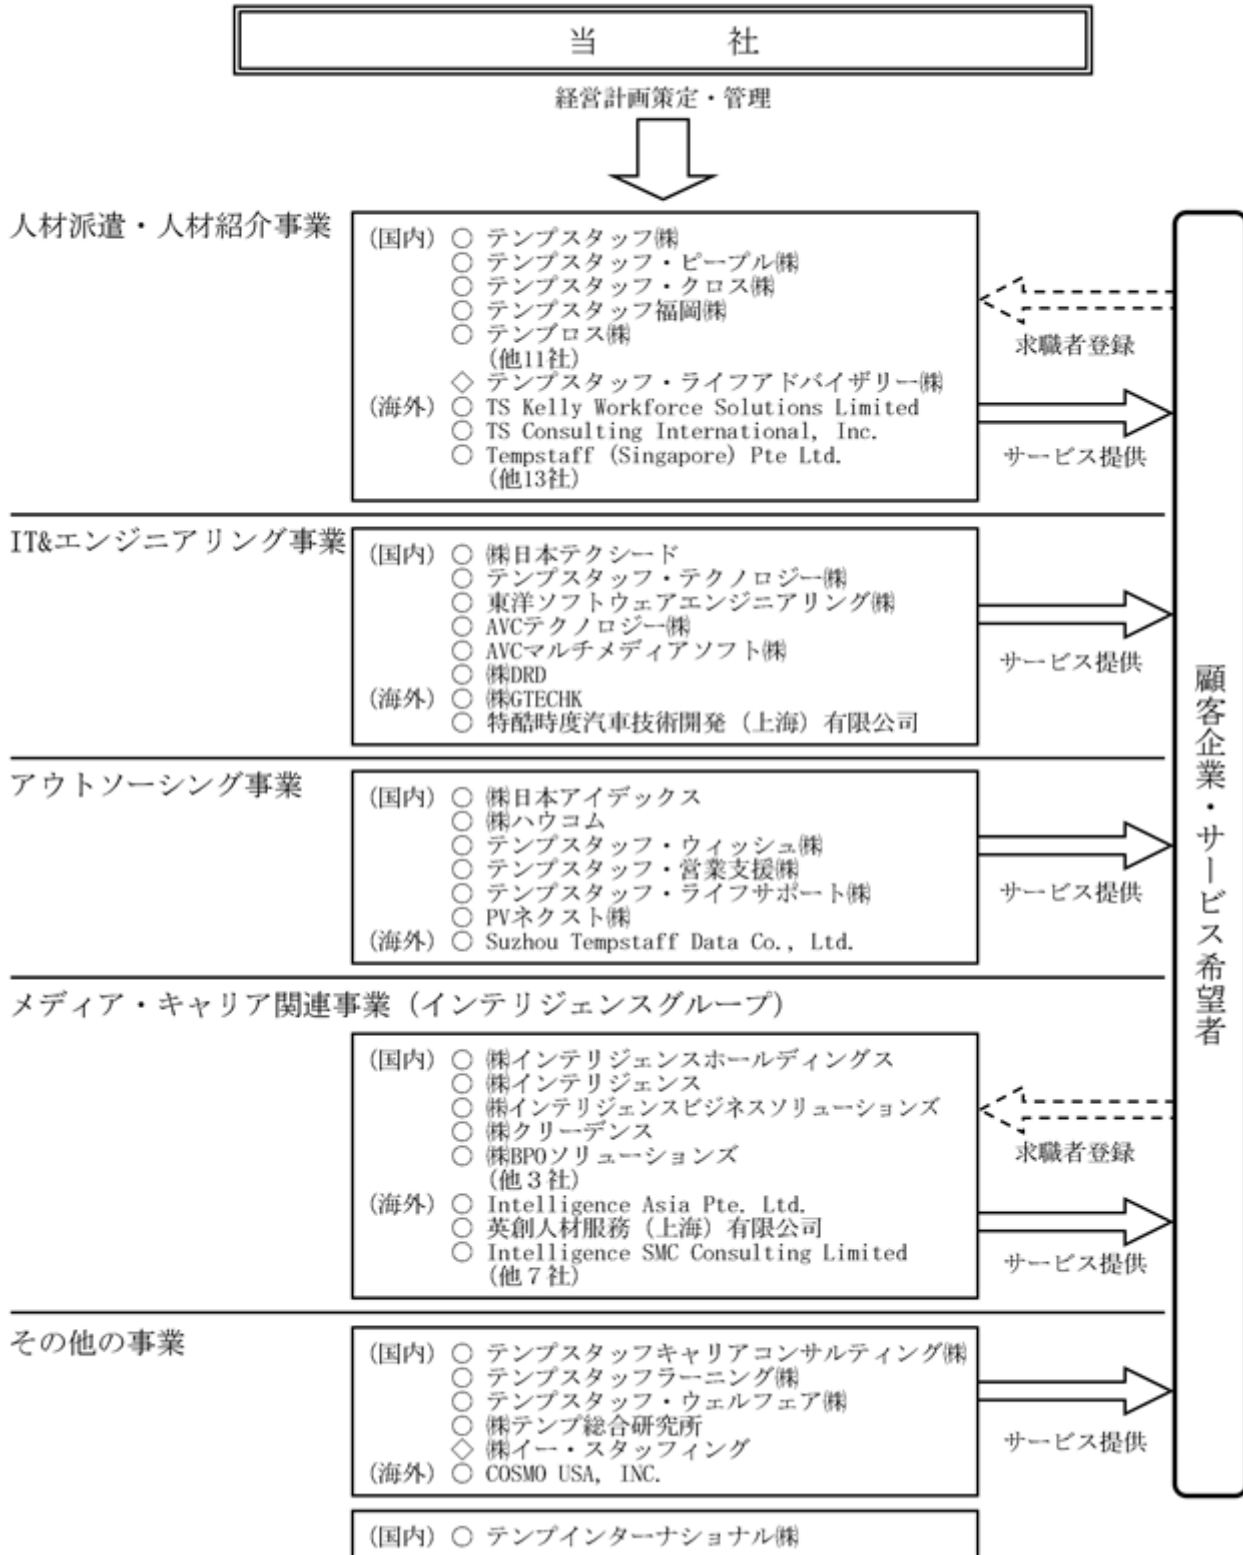 当　　　社
経営計画策定・管理
人材派遣・人材紹介事業
(国内) ○ テンプスタッフ㈱
○ テンプスタッフ・ピープル㈱
○ テンプスタッフ・クロス㈱
○ テンプスタッフ福岡㈱
○ テンプロス㈱
(他11社)
◇ テンプスタッフ・ライフアドバイザリー㈱
(海外) ○ TS Kelly Workforce Solutions Limited
○ TS Consulting International, Inc.
○ Tempstaff (Singapore) Pte Ltd.
(他13社)
求職者登録
サービス提供
IT&エンジニアリング事業
(国内) ○ ㈱日本テクシード
○ テンプスタッフ・テクノロジー㈱
○ 東洋ソフトウェアエンジニアリング㈱
○ AVCテクノロジー㈱
○ AVCマルチメディアソフト㈱
○ ㈱DRD
(海外) ○ ㈱GTECHK
○ 特酷時度汽車技術開発（上海）有限公司
サービス提供
アウトソーシング事業
(国内) ○ ㈱日本アイデックス
○ ㈱ハウコム
○ テンプスタッフ・ウィッシュ㈱
○ テンプスタッフ・営業支援㈱
○ テンプスタッフ・ライフサポート㈱
○ PVネクスト㈱
(海外) ○ Suzhou Tempstaff Data Co., Ltd.
サービス提供
メディア・キャリア関連事業（インテリジェンスグループ）
(国内) ○ ㈱インテリジェンスホールディングス
○ ㈱インテリジェンス
○ ㈱インテリジェンスビジネスソリューションズ
○ ㈱クリーデンス
○ ㈱BPOソリューションズ
(他３社)
(海外) ○ Intelligence Asia Pte. Ltd.
○ 英創人材服務（上海）有限公司
○ Intelligence SMC Consulting Limited
(他７社)
求職者登録
サービス提供
その他の事業
(国内) ○ テンプスタッフキャリアコンサルティング㈱
○ テンプスタッフラーニング㈱
○ テンプスタッフ・ウェルフェア㈱
○ ㈱テンプ総合研究所
◇ ㈱イー・スタッフィング
(海外) ○ COSMO USA, INC.
サービス提供
(国内) ○ テンプインターナショナル㈱
顧客企業・サービス希望者